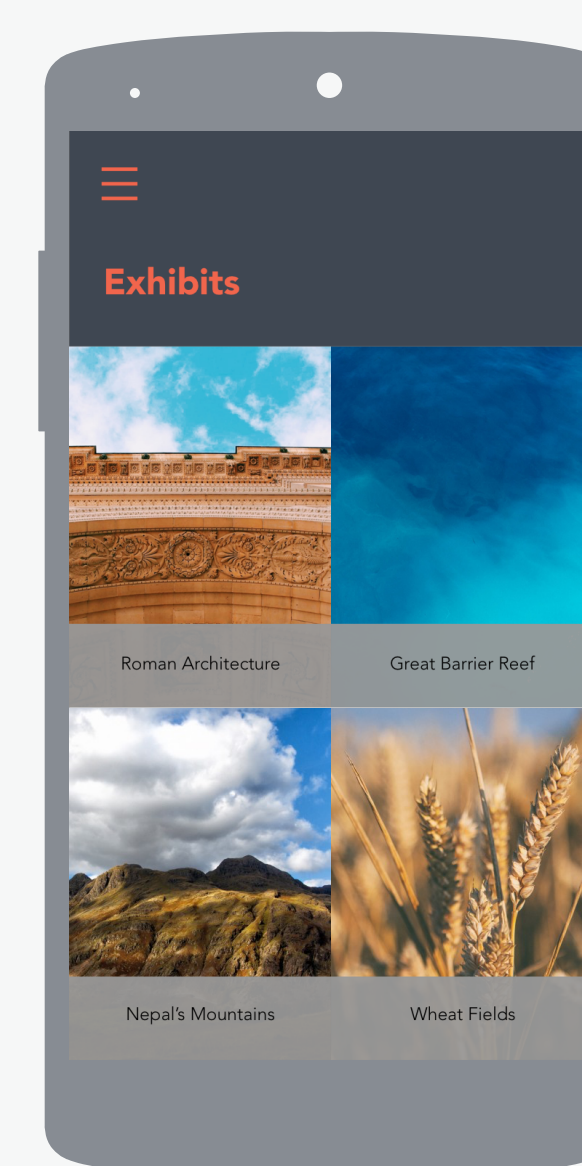 Exhibits
Roman Architecture
Great Barrier Reef
Nepal’s Mountains
Wheat Fields